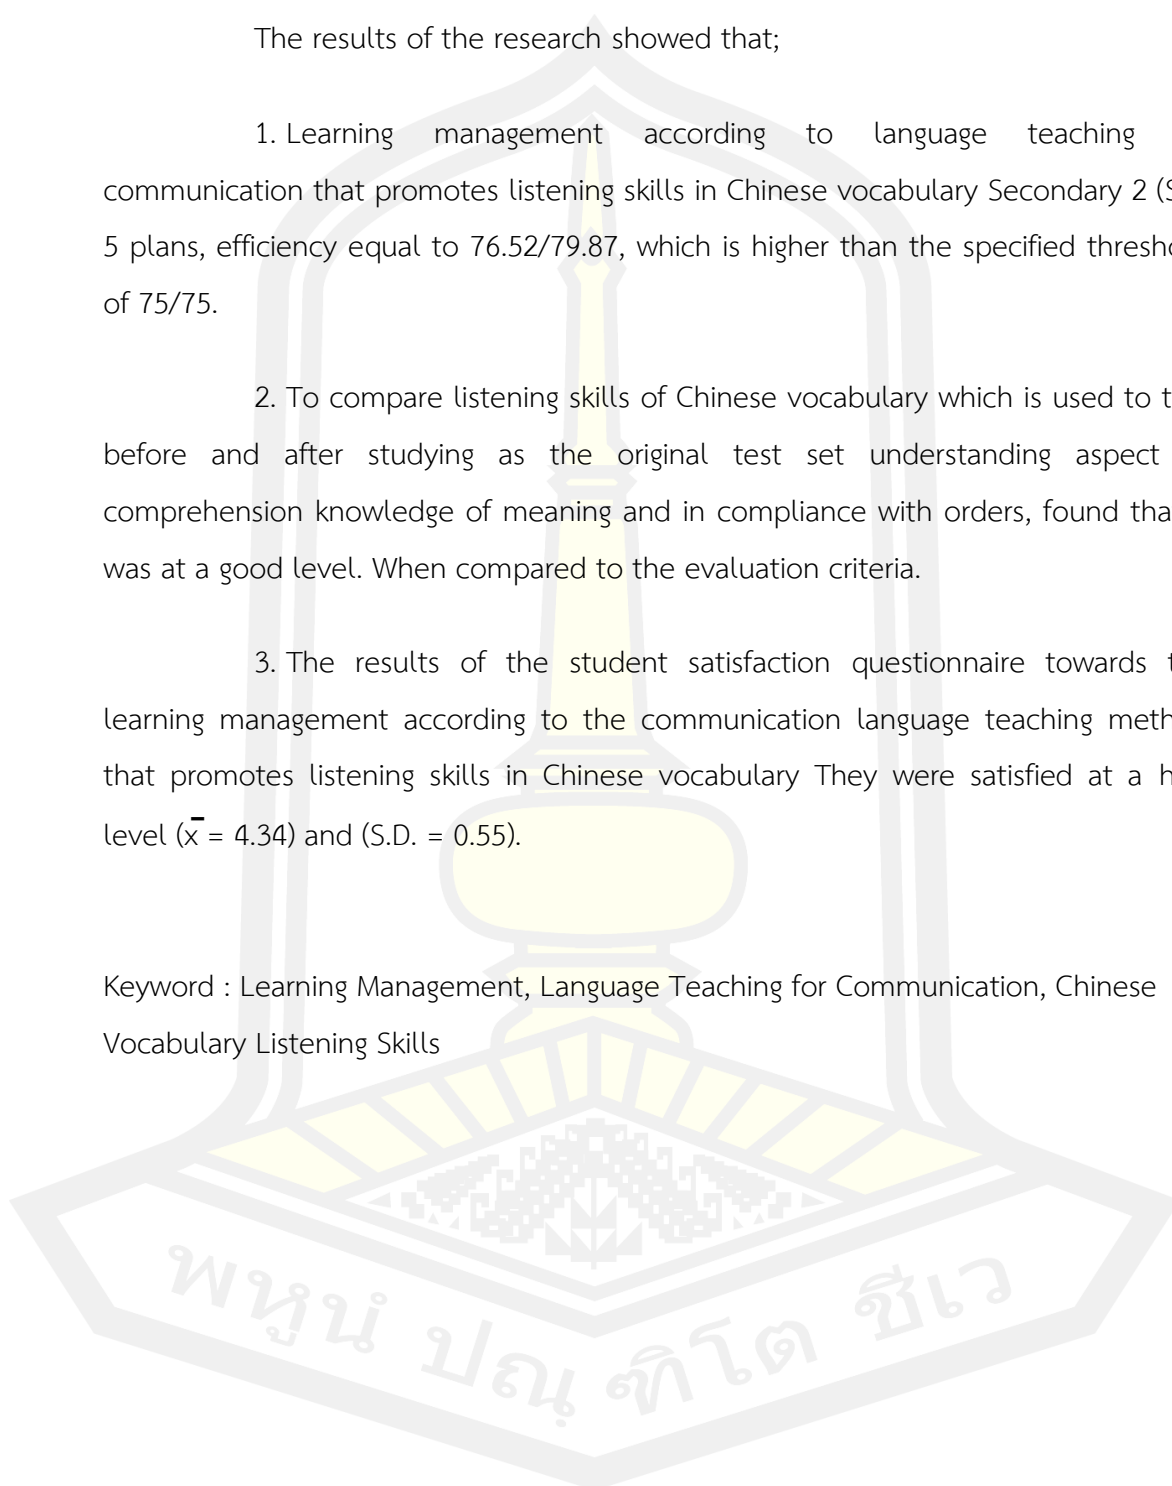 The results of the research showed that;
1. Learning management according to language teaching
communication that promotes listening skills in Chinese vocabulary Secondary 2
5 plans, efficiency equal to 76.52/79.87, which is higher than the specified
of 75/75.
2. To compare listening skills of Chinese vocabulary which is used to
before and after studying as the original test set understanding aspect
comprehension knowledge of meaning and in compliance with orders, found
was at a good level. When compared to the evaluation criteria.
3. The results of the student satisfaction questionnaire towards
learning management according to the communication language teaching
that promotes listening skills in Chinese vocabulary They were satisfied at a
level (x̄ = 4.34) and (S.D. = 0.55).
Keyword : Learning Management, Language Teaching for Communication, Chinese
Vocabulary Listening Skills
พหูนํ ปณฺฑิโต ชีเว